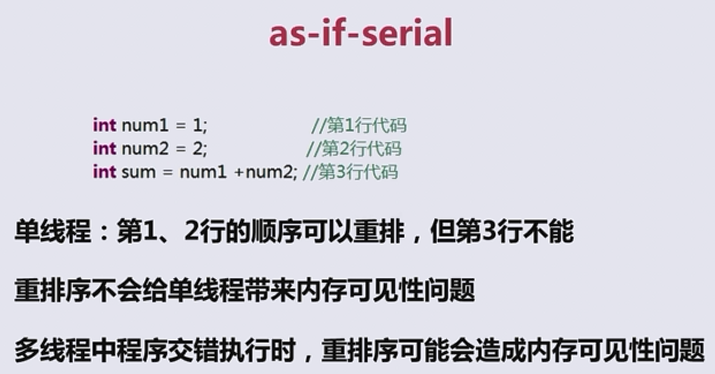 as-if-serial
int num1 = 1; //第1行代码
int num2 = 2; //第2行代码
int sum = num1 +num2; //第3行代码
单线程：第1、2行的顺序可以重排，但第3行不能
重排序不会给单线程带来内存可见性问题
多线程中程序交错执行时，重排序可能会造成内存可见性问题